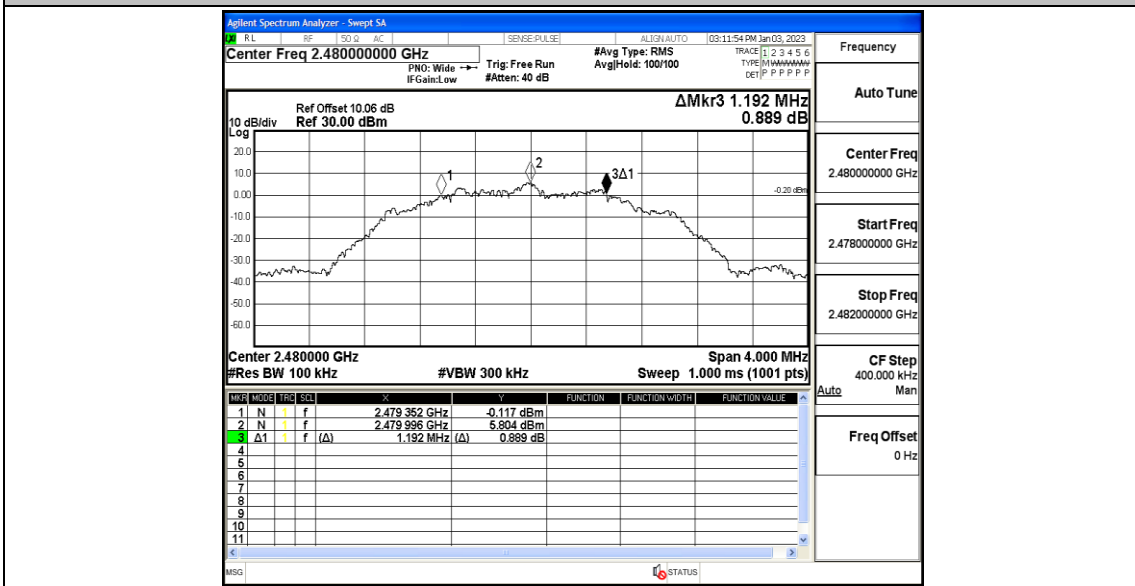 Agilent Spectrum Analyzer - Swept SA
RL RF 50 Ω AC SENSE:PULSE ALIGN AUTO 03:11:54 PM Jan 03, 2023
Center Freq 2.480000000 GHz #Avg Type: RMS TRACE 1 2 3 4 5 6
PNO: Wide Trig: Free Run Avg|Hold: 100/100 TYPE M W W W W W
IFGain:Low #Atten: 40 dB DET P P P P P P
ΔMkr3 1.192 MHz
Ref Offset 10.06 dB
10 dB/div Ref 30.00 dBm 0.889 dB
Log
20.0
10.0
0.00
-10.0
-20.0
-30.0
-40.0
-50.0
-60.0
1
2
3Δ1
-0.20 dBm
Center 2.480000 GHz Span 4.000 MHz
#Res BW 100 kHz #VBW 300 kHz Sweep 1.000 ms (1001 pts)
MKR MODE TRC SCL X Y FUNCTION FUNCTION WIDTH FUNCTION VALUE
1 N 1 f 2.479 352 GHz -0.117 dBm
2 N 1 f 2.479 996 GHz 5.804 dBm
3 Δ1 1 f (Δ) 1.192 MHz (Δ) 0.889 dB
4
5
6
7
8
9
10
11
MSG STATUS
Frequency
Auto Tune
Center Freq
2.480000000 GHz
Start Freq
2.478000000 GHz
Stop Freq
2.482000000 GHz
CF Step
400.000 kHz
Auto Man
Freq Offset
0 Hz